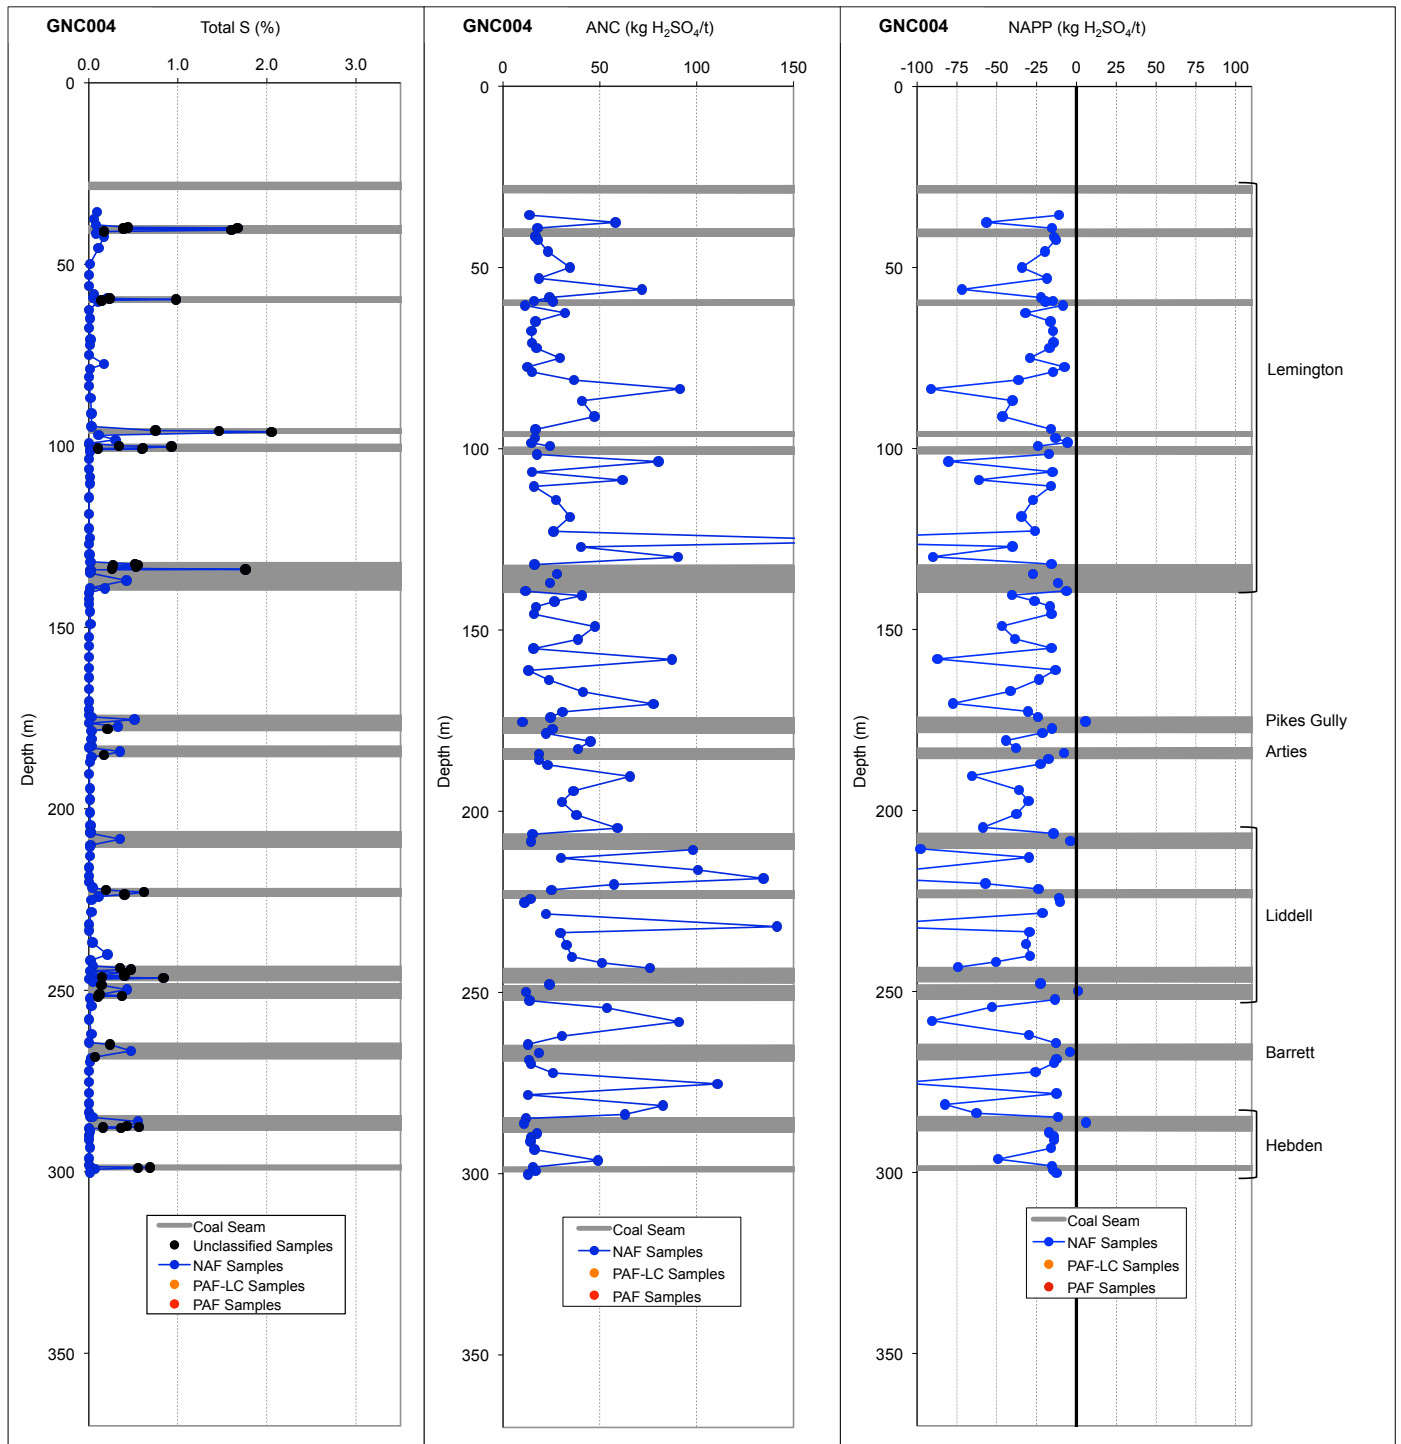 GNC004 Total S (%)
0.0 1.0 2.0 3.0
0
50
100
150
200
250
300
350
Depth (m)
Coal Seam
Unclassified Samples
NAF Samples
PAF-LC Samples
PAF Samples
GNC004 ANC (kg H₂SO₄/t)
0 50 100 150
0
50
100
150
200
250
300
350
Depth (m)
Coal Seam
NAF Samples
PAF-LC Samples
PAF Samples
GNC004 NAPP (kg H₂SO₄/t)
-100 -75 -50 -25 0 25 50 75 100
0
50
100
150
200
250
300
350
Depth (m)
Lemington
Pikes Gully
Arties
Liddell
Barrett
Hebden
Coal Seam
NAF Samples
PAF-LC Samples
PAF Samples